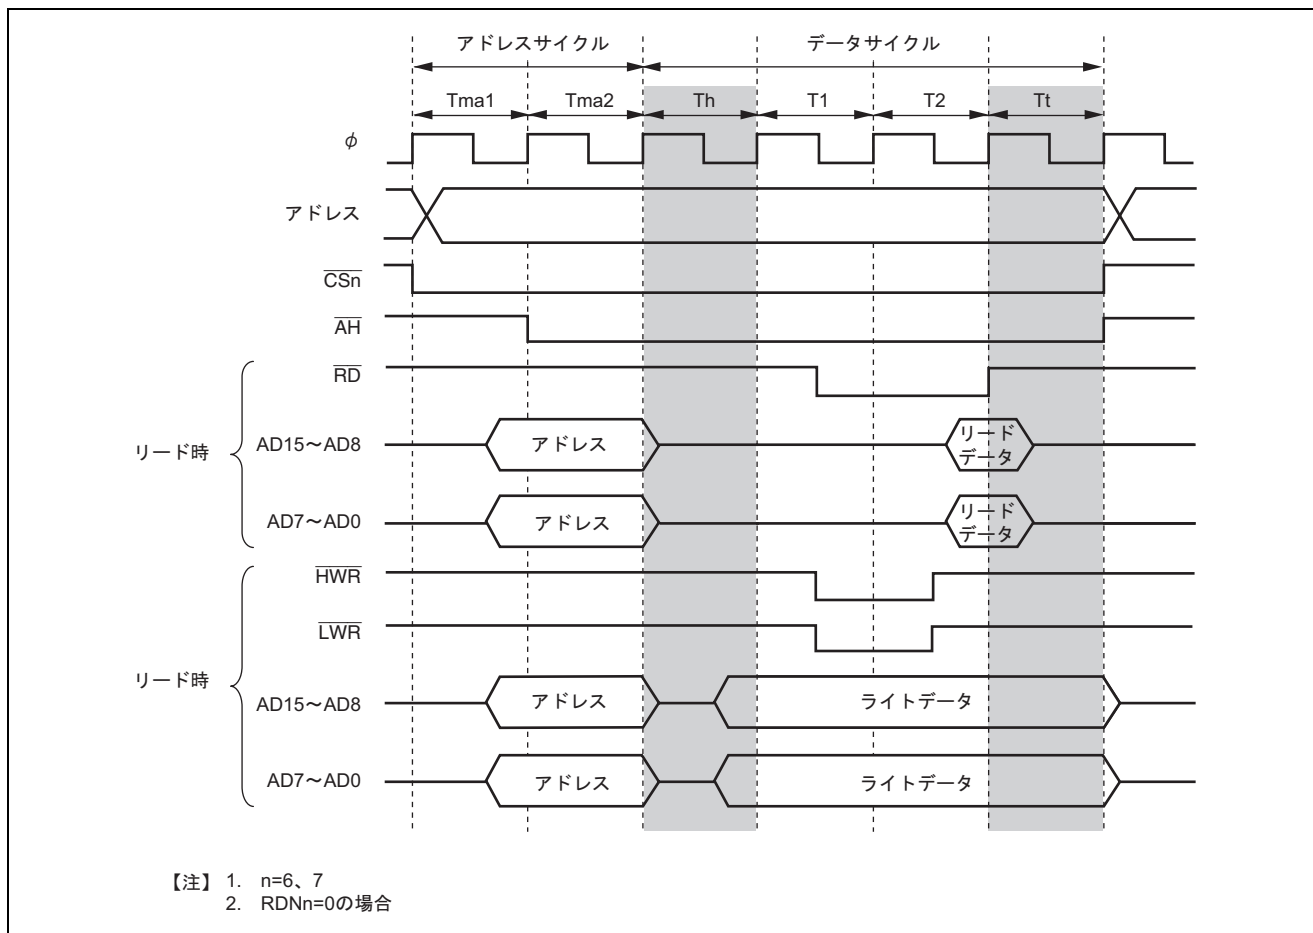 アドレスサイクル データサイクル
Tma1 Tma2 Th T1 T2 Tt
φ
アドレス
CSn
AH
RD
リード時
AD15～AD8 アドレス リードデータ
AD7～AD0 アドレス リードデータ
HWR
LWR
リード時
AD15～AD8 アドレス ライトデータ
AD7～AD0 アドレス ライトデータ
【注】 1. n=6、7
2. RDNn=0の場合